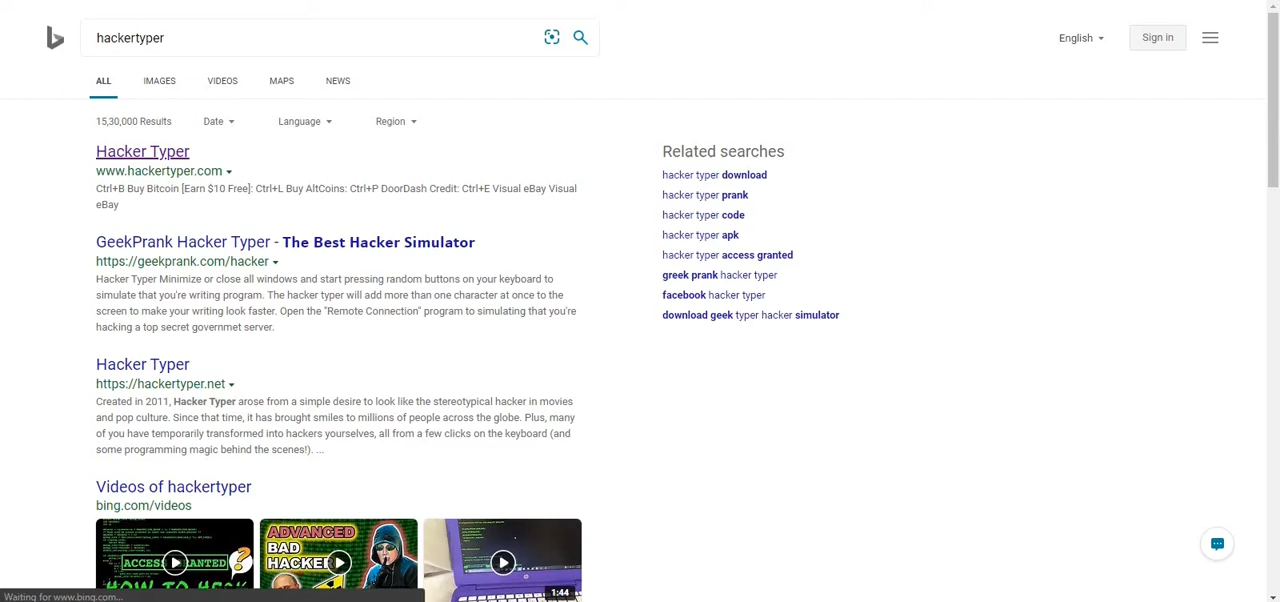 hackertyper
English
Sign in
ALL
IMAGES
VIDEOS
MAPS
NEWS
15,30,000 Results
Date
Language
Region
Hacker Typer
www.hackertyper.com
Ctrl+B Buy Bitcoin [Earn $10 Free]: Ctrl+L Buy AltCoins: Ctrl+P DoorDash Credit: Ctrl+E Visual eBay Visual
eBay
GeekPrank Hacker Typer - The Best Hacker Simulator
https://geekprank.com/hacker
Hacker Typer Minimize or close all windows and start pressing random buttons on your keyboard to
simulate that you're writing program. The hacker typer will add more than one character at once to the
screen to make your writing look faster. Open the "Remote Connection" program to simulating that you're
hacking a top secret governmet server.
Hacker Typer
https://hackertyper.net
Created in 2011, Hacker Typer arose from a simple desire to look like the stereotypical hacker in movies
and pop culture. Since that time, it has brought smiles to millions of people across the globe. Plus, many
of you have temporarily transformed into hackers yourselves, all from a few clicks on the keyboard (and
some programming magic behind the scenes!). ...
Videos of hackertyper
bing.com/videos
ADVANCED
BAD
HACKE
1:44
Related searches
hacker typer download
hacker typer prank
hacker typer code
hacker typer apk
hacker typer access granted
greek prank hacker typer
facebook hacker typer
download geek typer hacker simulator
Waiting for www.bing.com...